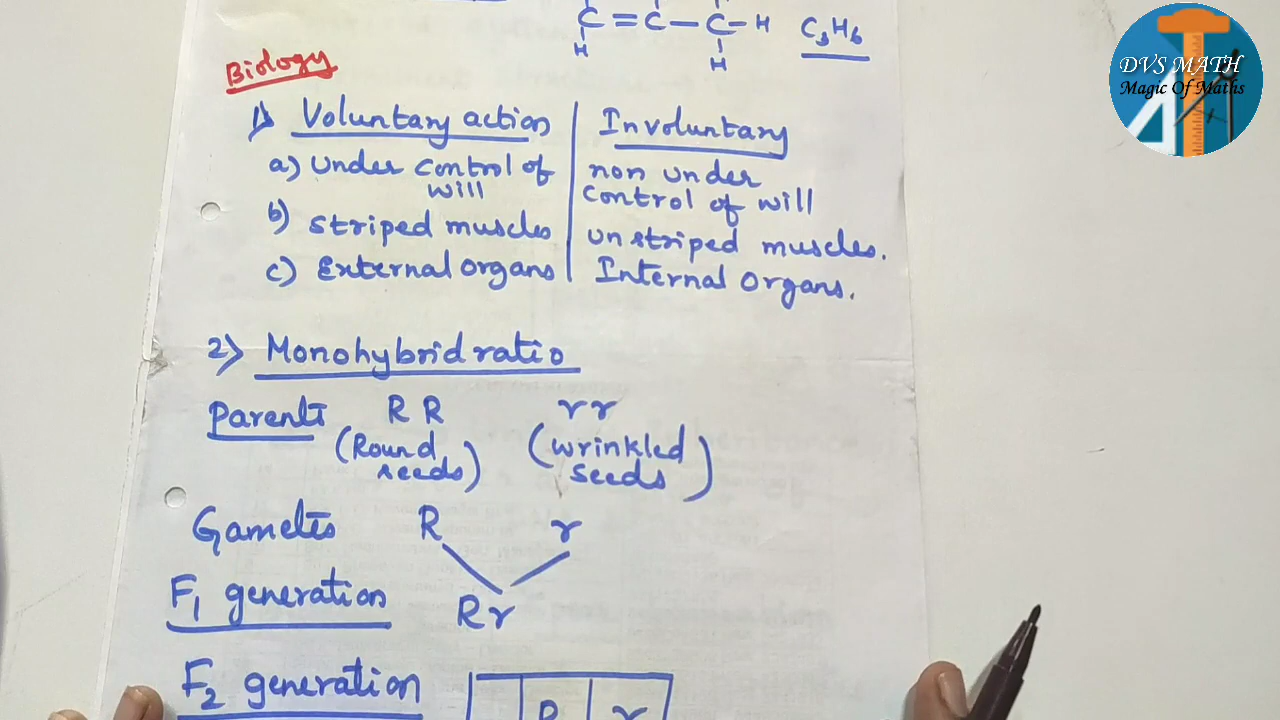 C=C-C-H C3H6
H
H
Biology
1) Voluntary action | Involuntary
a) Under control of will | non under control of will
b) Striped muscles | unstriped muscles.
c) External organs | Internal organs.
2) Monohybrid ratio
Parents RR rr
(Round seeds) (wrinkled seeds)
Gametes R r
F1 generation Rr
F2 generation
R r
DVS MATH
Magic Of Maths